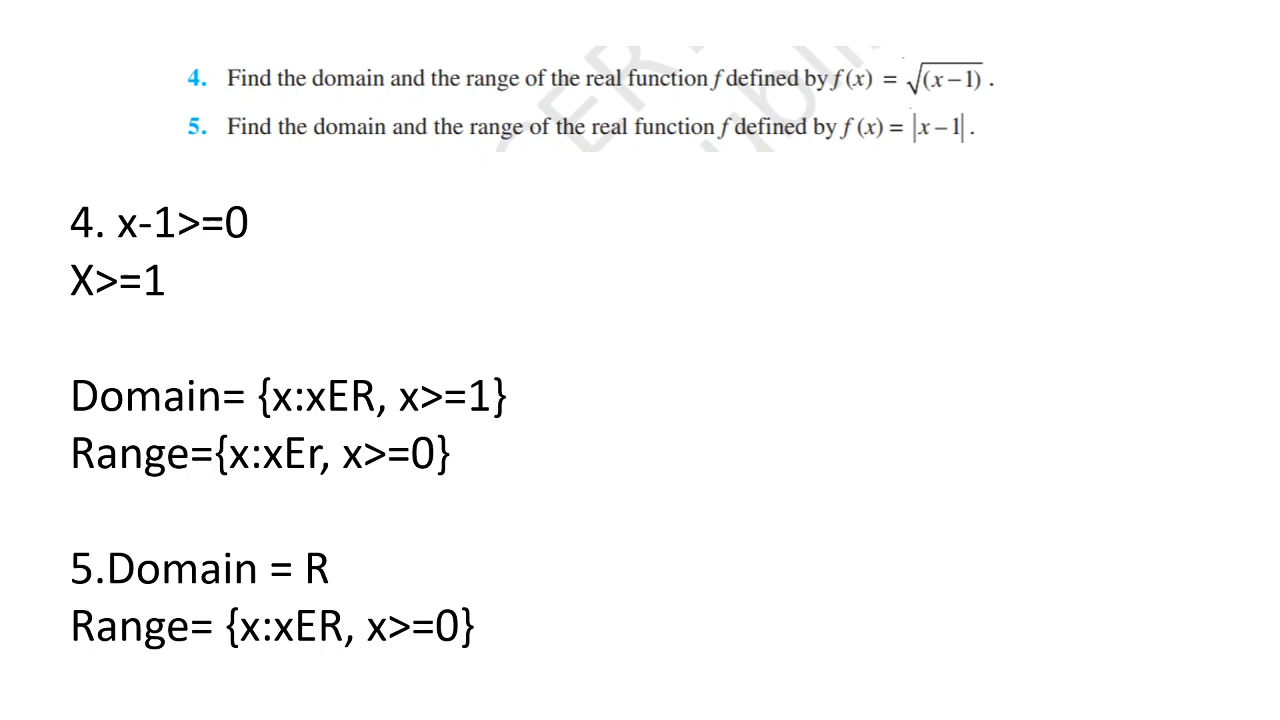 4. Find the domain and the range of the real function f defined by f (x) = √(x – 1) .
5. Find the domain and the range of the real function f defined by f (x) = |x – 1| .
4. x-1>=0
X>=1
Domain= {x:xER, x>=1}
Range={x:xEr, x>=0}
5.Domain = R
Range= {x:xER, x>=0}